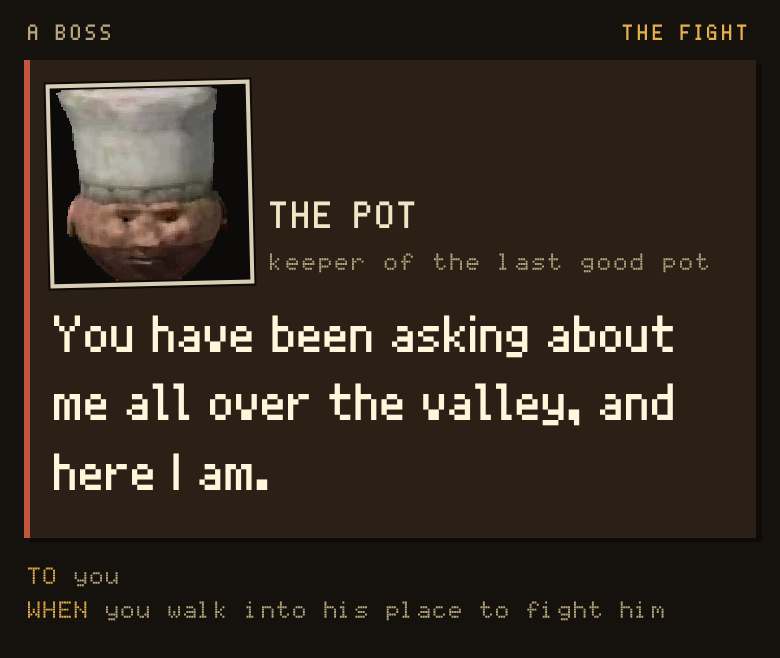 A BOSS
THE FIGHT
THE POT
keeper of the last good pot
You have been asking about
me all over the valley, and
here I am.
TO you
WHEN you walk into his place to fight him